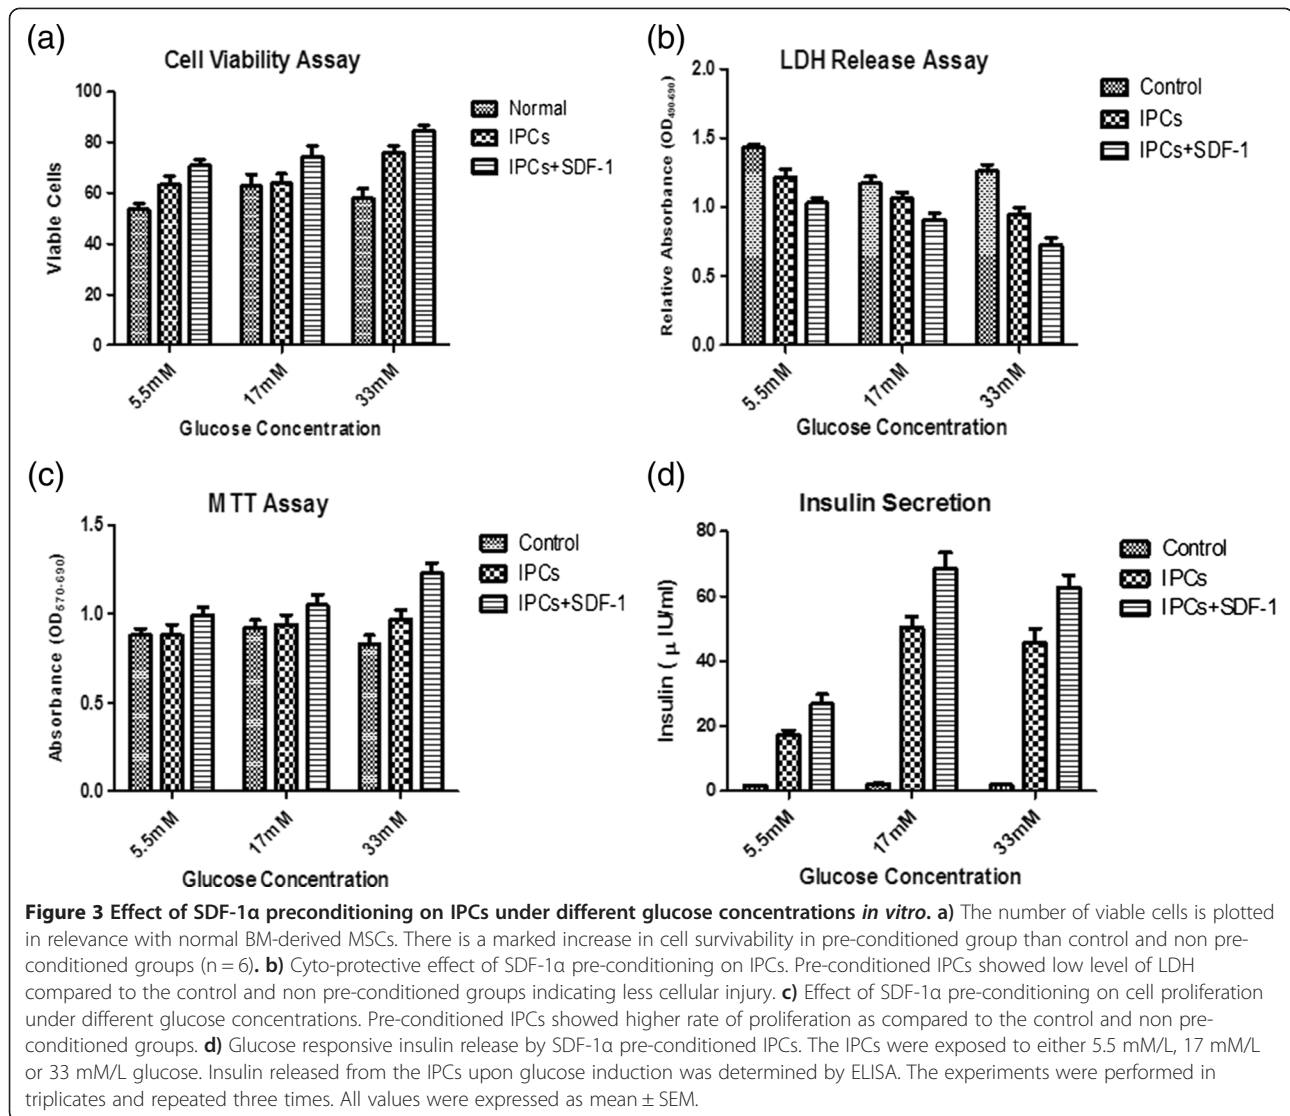 (a)
Cell Viability Assay
100
80
60
40
20
0
Viable Cells
5.5mM
17mM
33mM
Glucose Concentration
Normal
IPCs
IPCs+SDF-1
(b)
LDH Release Assay
2.0
1.5
1.0
0.5
0.0
Relative Absorbance (OD490-690)
5.5mM
17mM
33mM
Glucose Concentration
Control
IPCs
IPCs+SDF-1
(c)
MTT Assay
1.5
1.0
0.5
0.0
Absorbance (OD570-690)
5.5mM
17mM
33mM
Glucose Concentration
Control
IPCs
IPCs+SDF-1
(d)
Insulin Secretion
80
60
40
20
0
Insulin ( μ IU/ml)
5.5mM
17mM
33mM
Glucose Concentration
Control
IPCs
IPCs+SDF-1
Figure 3 Effect of SDF-1α preconditioning on IPCs under different glucose concentrations in vitro. a) The number of viable cells is plotted
in relevance with normal BM-derived MSCs. There is a marked increase in cell survivability in pre-conditioned group than control and non pre-
conditioned groups (n = 6). b) Cyto-protective effect of SDF-1α pre-conditioning on IPCs. Pre-conditioned IPCs showed low level of LDH
compared to the control and non pre-conditioned groups indicating less cellular injury. c) Effect of SDF-1α pre-conditioning on cell proliferation
under different glucose concentrations. Pre-conditioned IPCs showed higher rate of proliferation as compared to the control and non pre-
conditioned groups. d) Glucose responsive insulin release by SDF-1α pre-conditioned IPCs. The IPCs were exposed to either 5.5 mM/L, 17 mM/L
or 33 mM/L glucose. Insulin released from the IPCs upon glucose induction was determined by ELISA. The experiments were performed in
triplicates and repeated three times. All values were expressed as mean ± SEM.